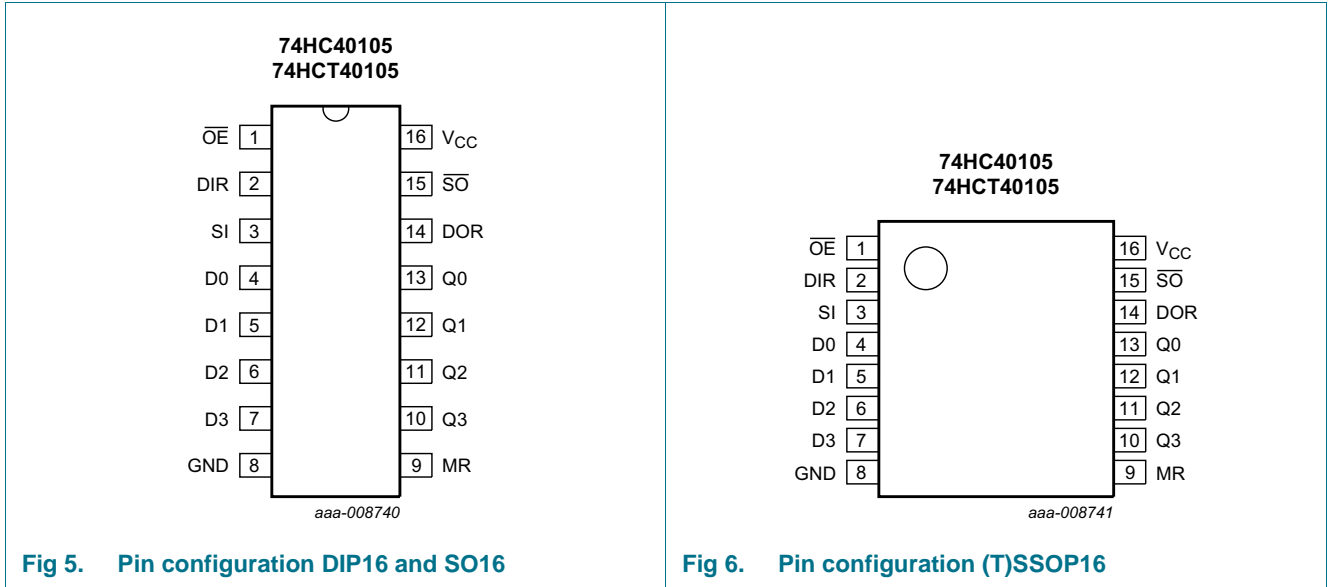 74HC40105
74HCT40105
O̅E̅ 1
16 VCC
DIR 2
15 S̅O̅
SI 3
14 DOR
D0 4
13 Q0
D1 5
12 Q1
D2 6
11 Q2
D3 7
10 Q3
GND 8
9 MR
aaa-008740
Fig 5. Pin configuration DIP16 and SO16
74HC40105
74HCT40105
O̅E̅ 1
16 VCC
DIR 2
15 S̅O̅
SI 3
14 DOR
D0 4
13 Q0
D1 5
12 Q1
D2 6
11 Q2
D3 7
10 Q3
GND 8
9 MR
aaa-008741
Fig 6. Pin configuration (T)SSOP16